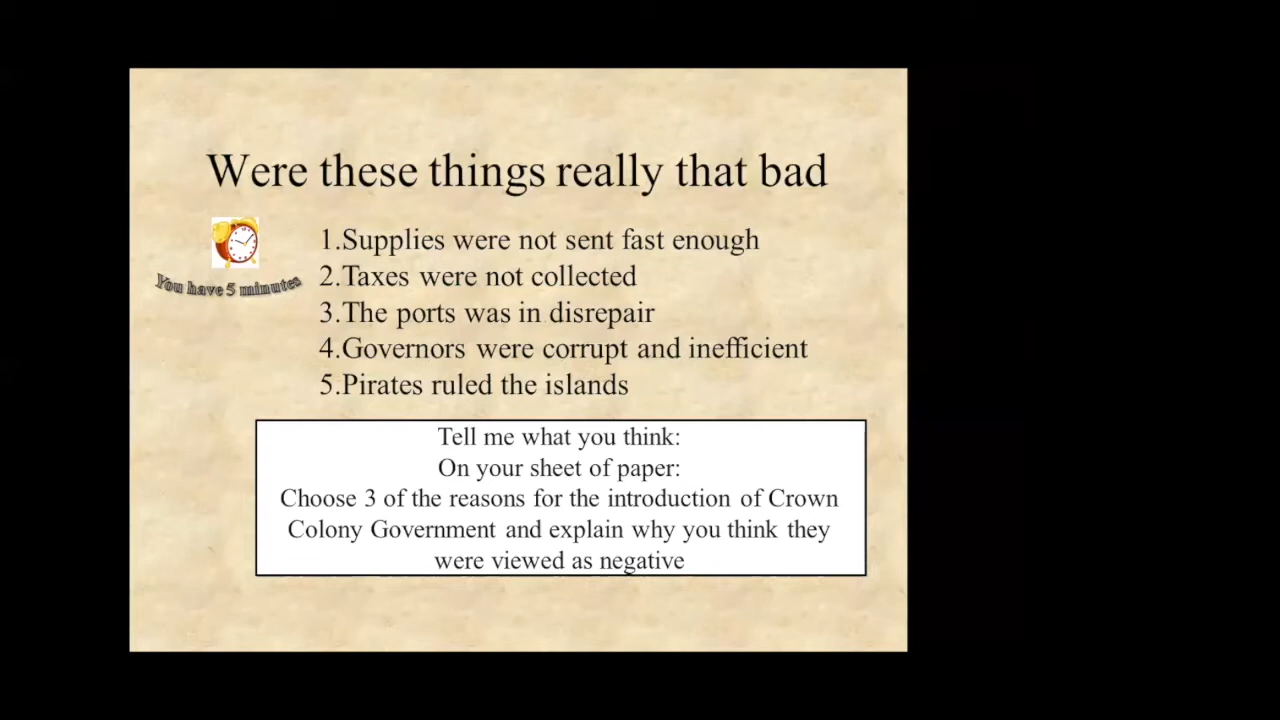 Were these things really that bad
You have 5 minutes
1.Supplies were not sent fast enough
2.Taxes were not collected
3.The ports was in disrepair
4.Governors were corrupt and inefficient
5.Pirates ruled the islands
Tell me what you think:
On your sheet of paper:
Choose 3 of the reasons for the introduction of Crown
Colony Government and explain why you think they
were viewed as negative